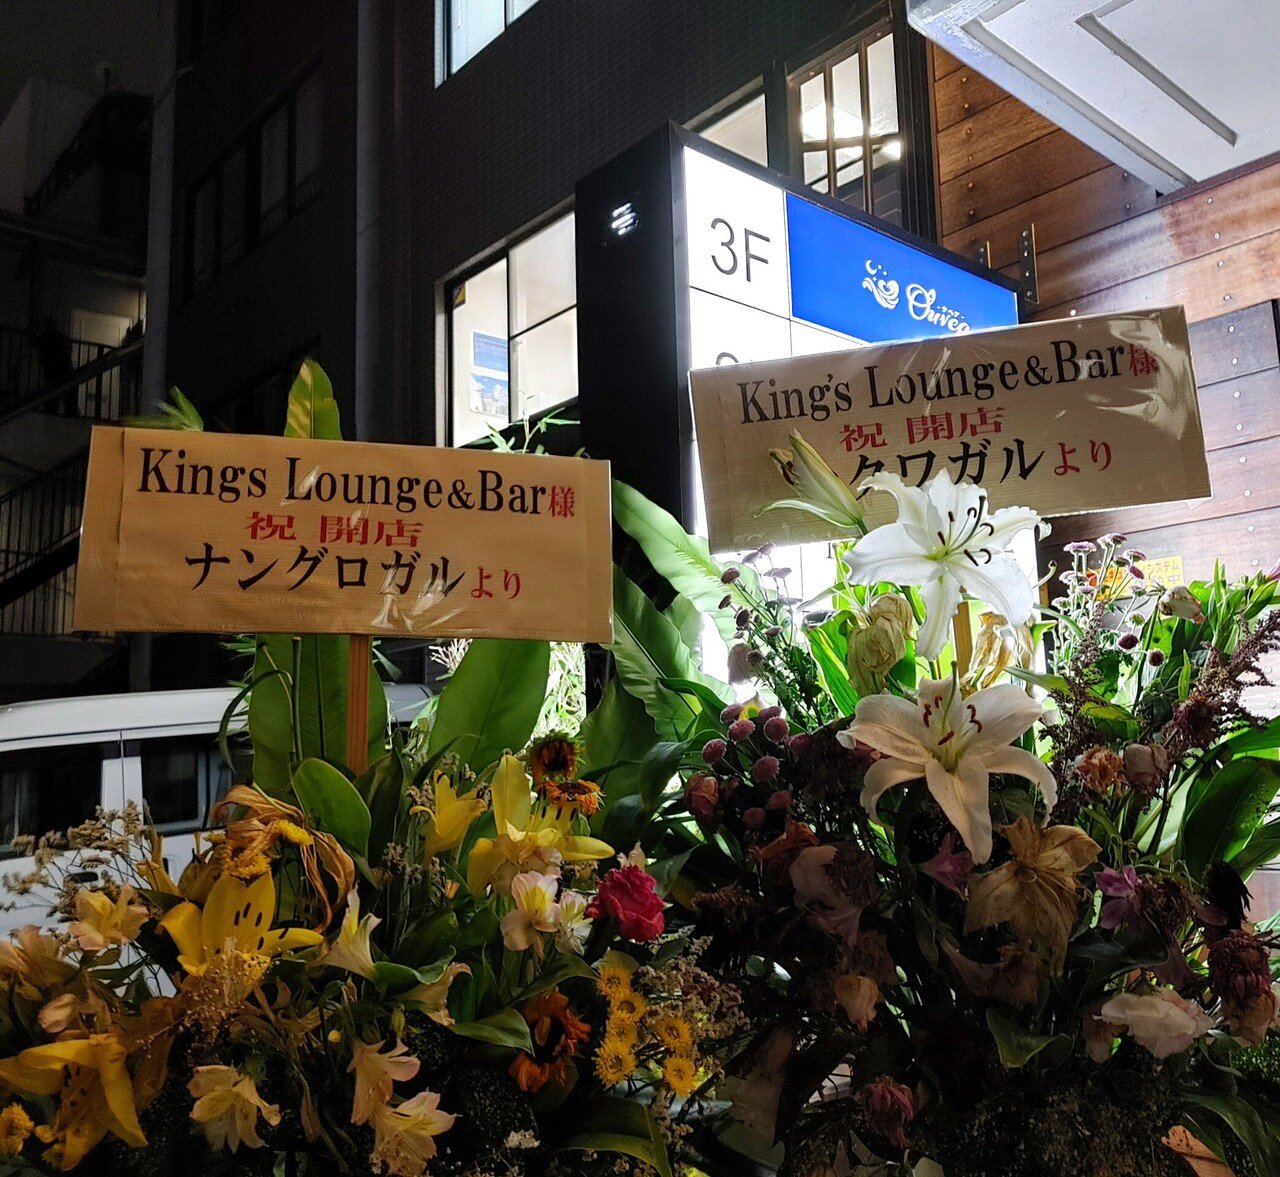 3F
Ouvea
King's Lounge&Bar様
祝 開店
クワガル より
Kings Lounge&Bar様
祝 開店
ナングロガル より